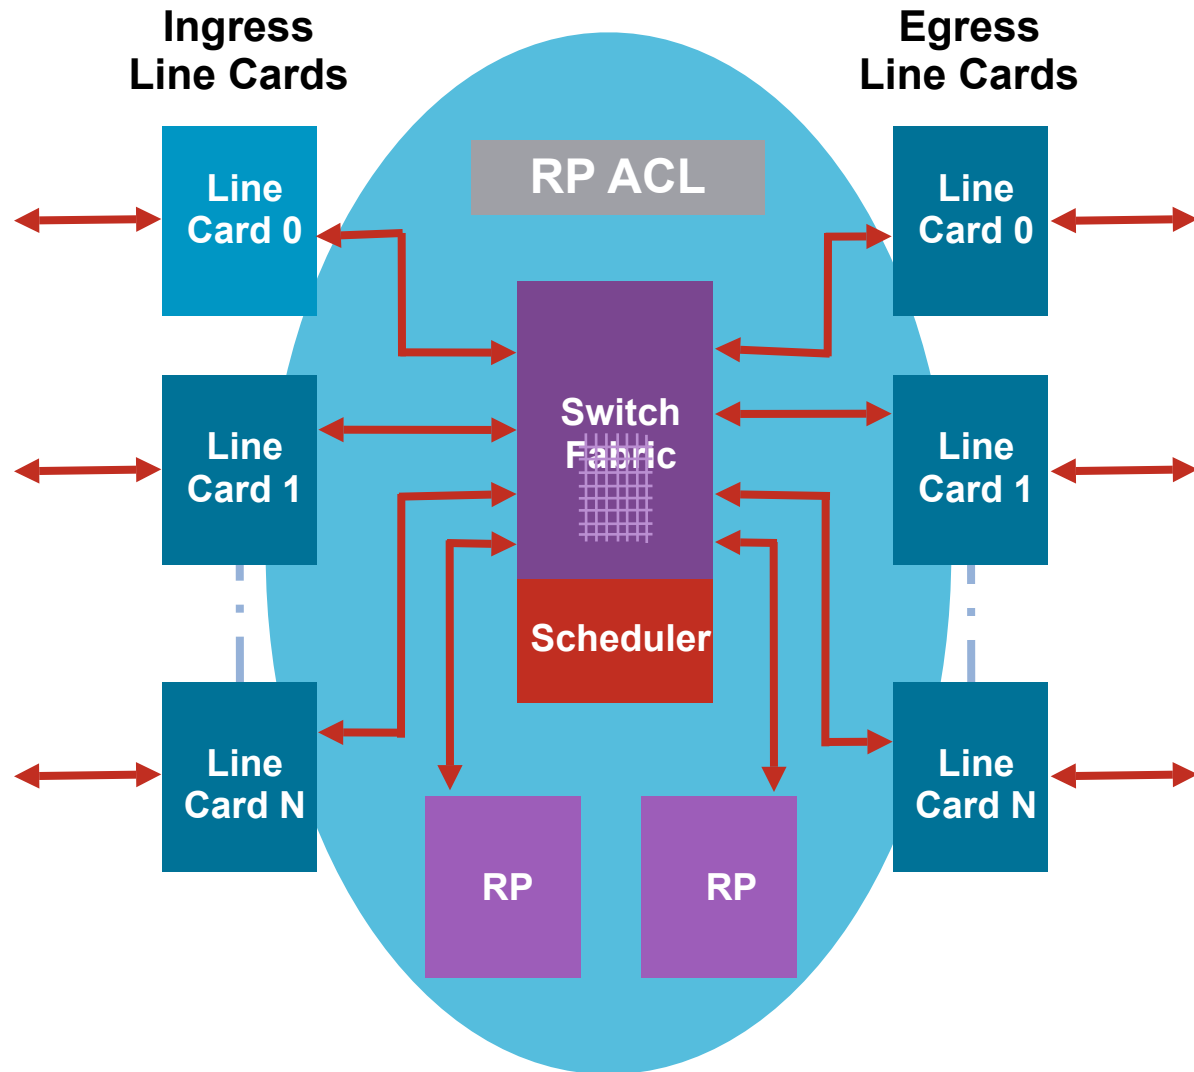 Ingress
Line Cards
Egress
Line Cards
RP ACL
Line
Card 0
Line
Card 0
Switch
Fabric
Line
Card 1
Line
Card 1
Scheduler
Line
Card N
Line
Card N
RP
RP